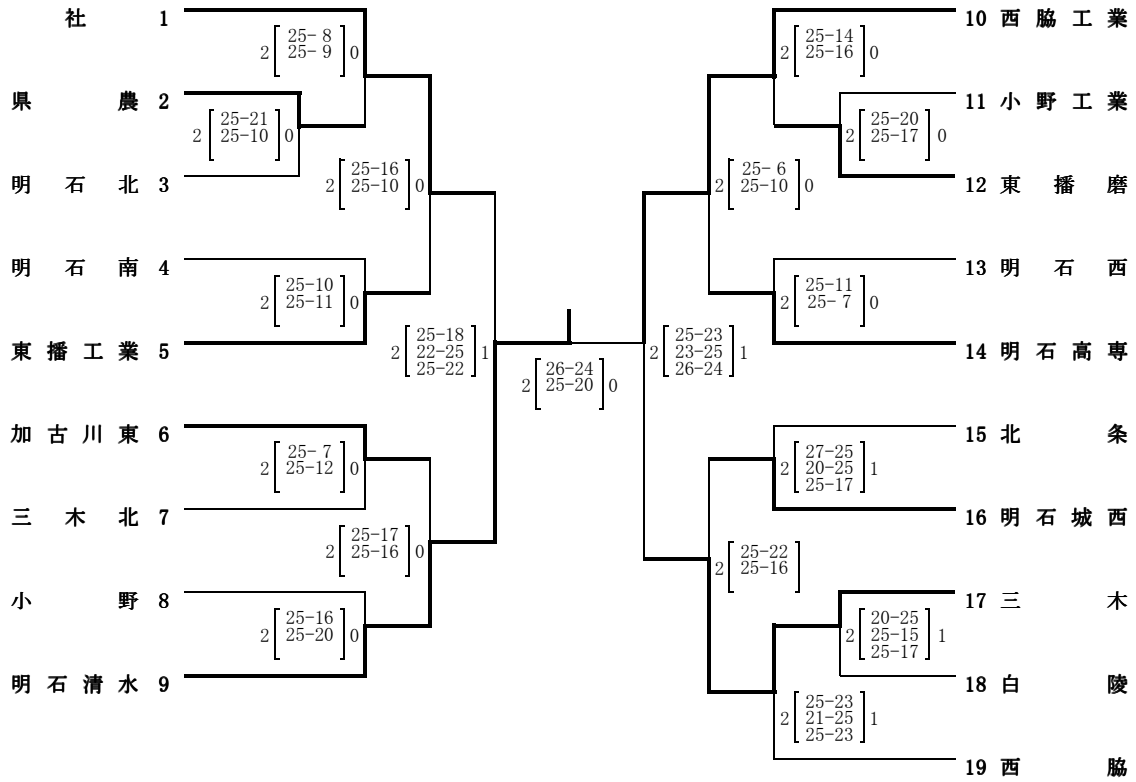 社 1
県農 2
明石北 3
明石南 4
東播工業 5
加古川東 6
三木北 7
小野 8
明石清水 9
2 25- 8 0
25- 9
2 25-21 0
25-10
2 25-16 0
25-10
2 25-10 0
25-11
2 25-18 1
22-25
25-22
2 25- 7 0
25-12
2 25-17 0
25-16
2 25-16 0
25-20
2 26-24 0
25-20
2 25-14 0
25-16
2 25-20 0
25-17
2 25- 6 0
25-10
2 25-11 0
25- 7
2 25-23 1
23-25
26-24
2 27-25 1
20-25
25-17
2 25-22
25-16
2 20-25 1
25-15
25-17
2 25-23 1
21-25
25-23
10 西脇工業
11 小野工業
12 東播磨
13 明石西
14 明石高専
15 北条
16 明石城西
17 三木
18 白陵
19 西脇